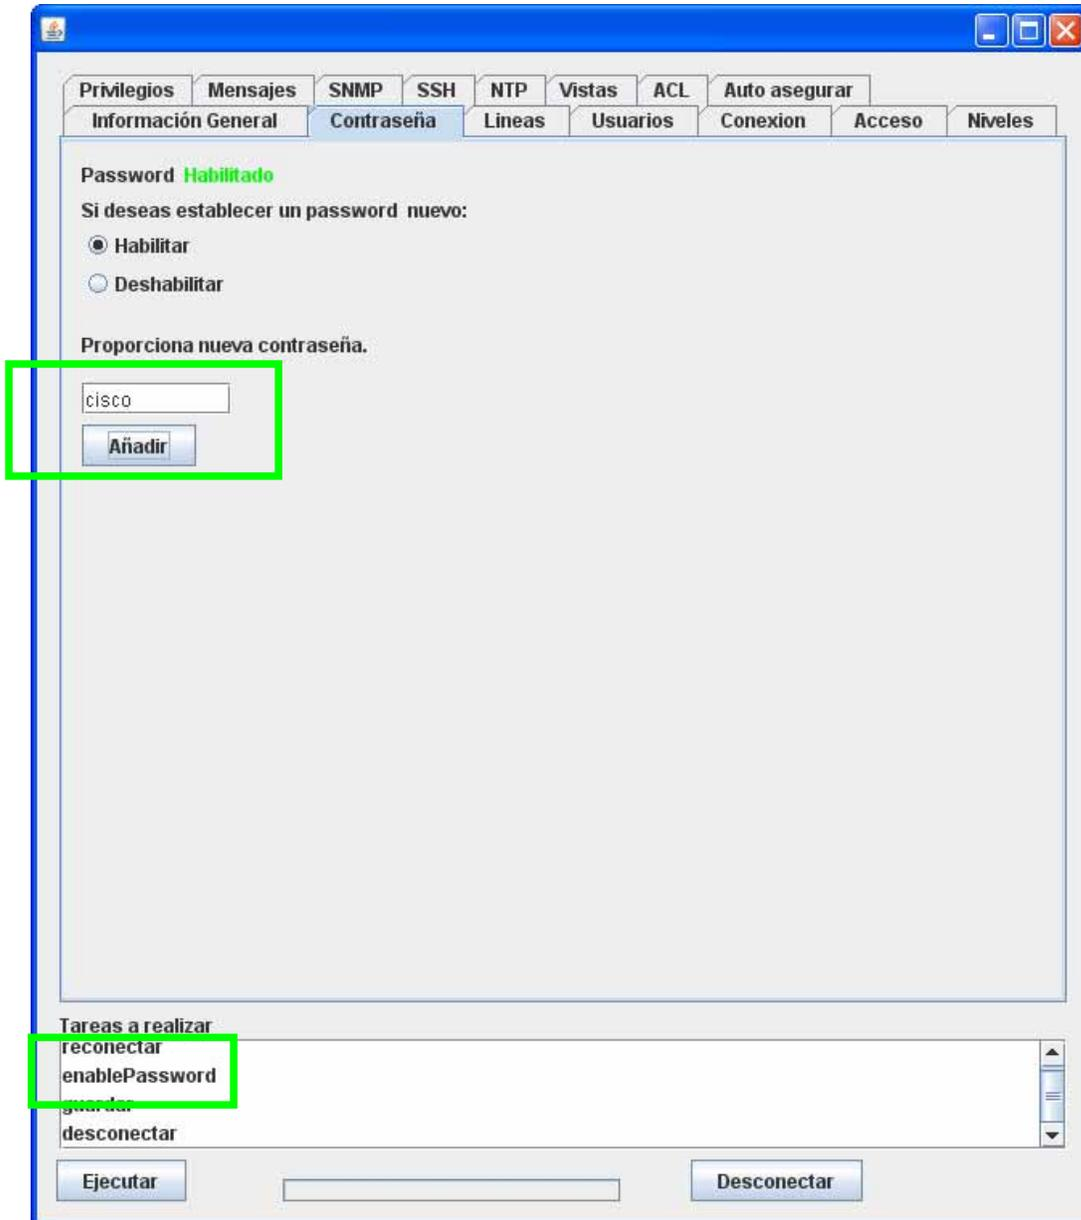 Privilegios Mensajes SNMP SSH NTP Vistas ACL Auto asegurar
Información General Contraseña Lineas Usuarios Conexion Acceso Niveles
Password Habilitado
Si deseas establecer un password nuevo:
Habilitar
Deshabilitar
Proporciona nueva contraseña.
cisco
Añadir
Tareas a realizar
reconectar
enablePassword
guardar
desconectar
Ejecutar Desconectar